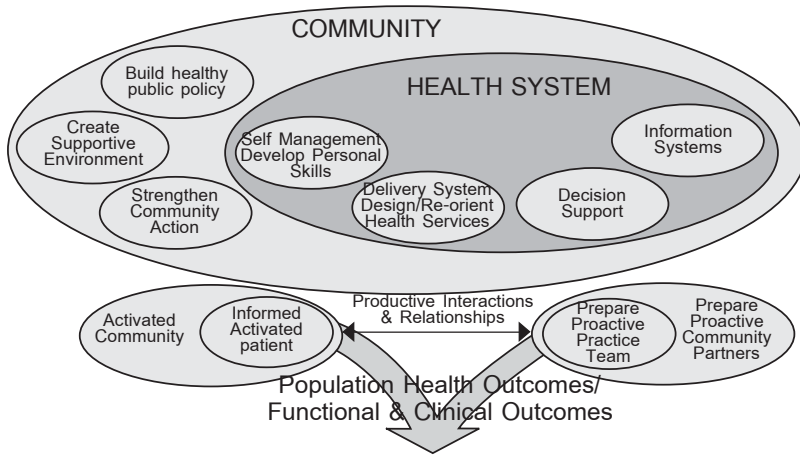 COMMUNITY
Build healthy
public policy
HEALTH SYSTEM
Create
Supportive
Environment
Self Management
Develop Personal
Skills
Information
Systems
Strengthen
Community
Action
Delivery System
Design/Re-orient
Health Services
Decision
Support
Activated
Community
Informed
Activated
patient
Productive Interactions
& Relationships
Prepare
Proactive
Practice
Team
Prepare
Proactive
Community
Partners
Population Health Outcomes/
Functional & Clinical Outcomes